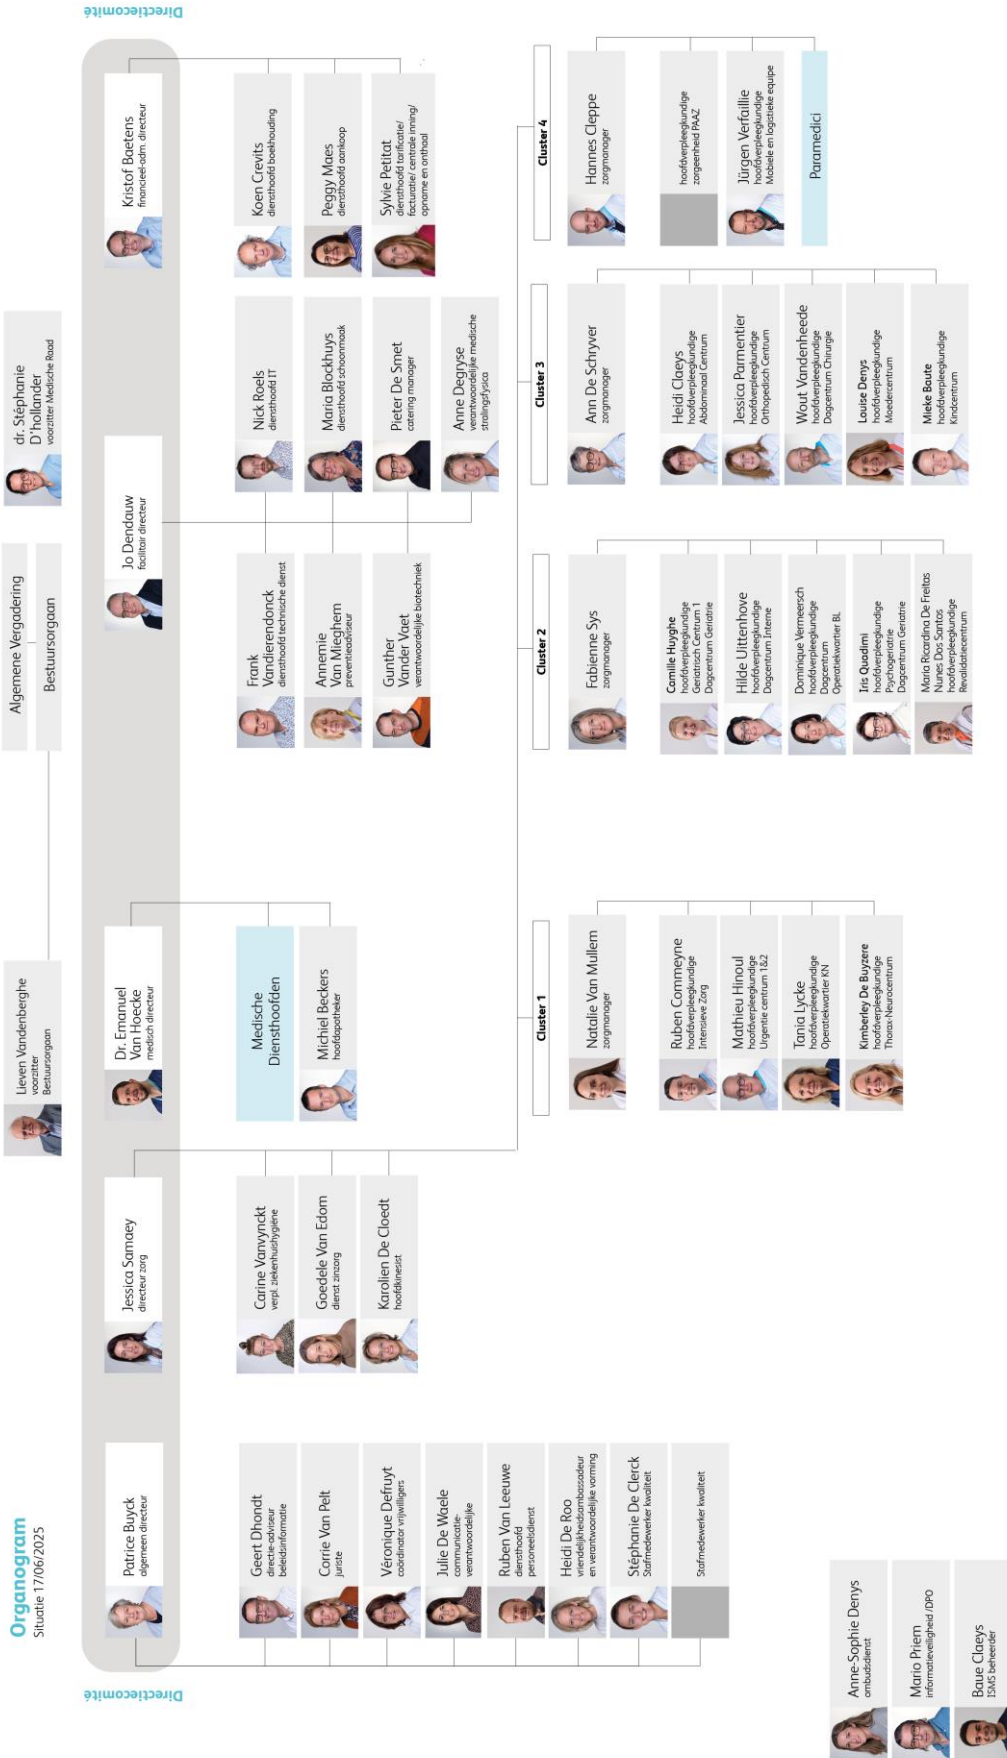 Organogram
Situatie 17/06/2025
Algemene Vergadering
Bestuursorgaan
Lieven Vandenberghe
voorzitter
Bestuursorgaan
dr. Stéphanie
D'hollander
voorzitter Medische Raad
Directiecomité
Directiecomité
Patrice Buyck
algemeen directeur
Jessica Samaey
directeur zorg
Dr. Emanuel
Van Hoecke
medisch directeur
Jo Dendauw
facilitair directeur
Kristof Baetens
financieel-adm. directeur
Geert Dhondt
directie-adviseur
beleidsinformatie
Corrie Van Pelt
juriste
Véronique Defruyt
coördinator vrijwilligers
Julie De Waele
communicatie-
verantwoordelijke
Ruben Van Leeuwe
diensthoofd
personeelsdienst
Heidi De Roo
vriendelijkheidsambassadeur
en verantwoordelijke vorming
Stéphanie De Clerck
Stafmedewerker kwaliteit
Stafmedewerker kwaliteit
Carine Vanvynckt
verpl. ziekenhuishygiëne
Goedele Van Edom
dienst zinzorg
Karolien De Cloedt
hoofdkinesist
Medische
Diensthoofden
Michiel Beckers
hoofdapotheker
Frank
Vandierendonck
diensthoofd technische dienst
Annemie
Van Mieghem
preventieadviseur
Gunther
Vander Vaet
verantwoordelijke biotechniek
Nick Roels
diensthoofd IT
Maria Blockhuys
diensthoofd schoonmaak
Pieter De Smet
catering manager
Anne Degryse
verantwoordelijke medische
stralingsfysica
Koen Crevits
diensthoofd boekhouding
Peggy Maes
diensthoofd aankoop
Sylvie Petitat
diensthoofd tarificatie/
facturatie/ centrale inning/
opname en onthaal
Cluster 1
Natalie Van Mullem
zorgmanager
Ruben Commeyne
hoofdverpleegkundige
Intensieve Zorg
Mathieu Hinoul
hoofdverpleegkundige
Urgentie centrum 1&2
Tania Lycke
hoofdverpleegkundige
Operatiekwartier KN
Kimberley De Buyzere
hoofdverpleegkundige
Thorax-Neurocentrum
Cluster 2
Fabienne Sys
zorgmanager
Camille Huyghe
hoofdverpleegkundige
Geriatrisch Centrum 1
Dagcentrum Geriatrie
Hilde Uittenhove
hoofdverpleegkundige
Dagcentrum Interne
Dominique Vermeersch
hoofdverpleegkundige
Dagcentrum
Operatiekwartier BL
Iris Quadimi
hoofdverpleegkundige
Psychogeriatrie
Dagcentrum Geriatrie
Maria Ricardina De Freitas
Nunes Dos Santos
hoofdverpleegkundige
Revalidatiecentrum
Cluster 3
Ann De Schryver
zorgmanager
Heidi Claeys
hoofdverpleegkundige
Abdominaal Centrum
Jessica Parmentier
hoofdverpleegkundige
Orthopedisch Centrum
Wout Vandenheede
hoofdverpleegkundige
Dagcentrum Chirurgie
Louise Denys
hoofdverpleegkundige
Moedercentrum
Mieke Baute
hoofdverpleegkundige
Kindcentrum
Cluster 4
Hannes Cleppe
zorgmanager
hoofdverpleegkundige
zorgeenheid PAAZ
Jürgen Verfaillie
hoofdverpleegkundige
Mobiele en logistieke equipe
Paramedici
Anne-Sophie Denys
ombudsdienst
Mario Priem
informatieveiligheid /DPO
Baue Claeys
ISMS beheerder